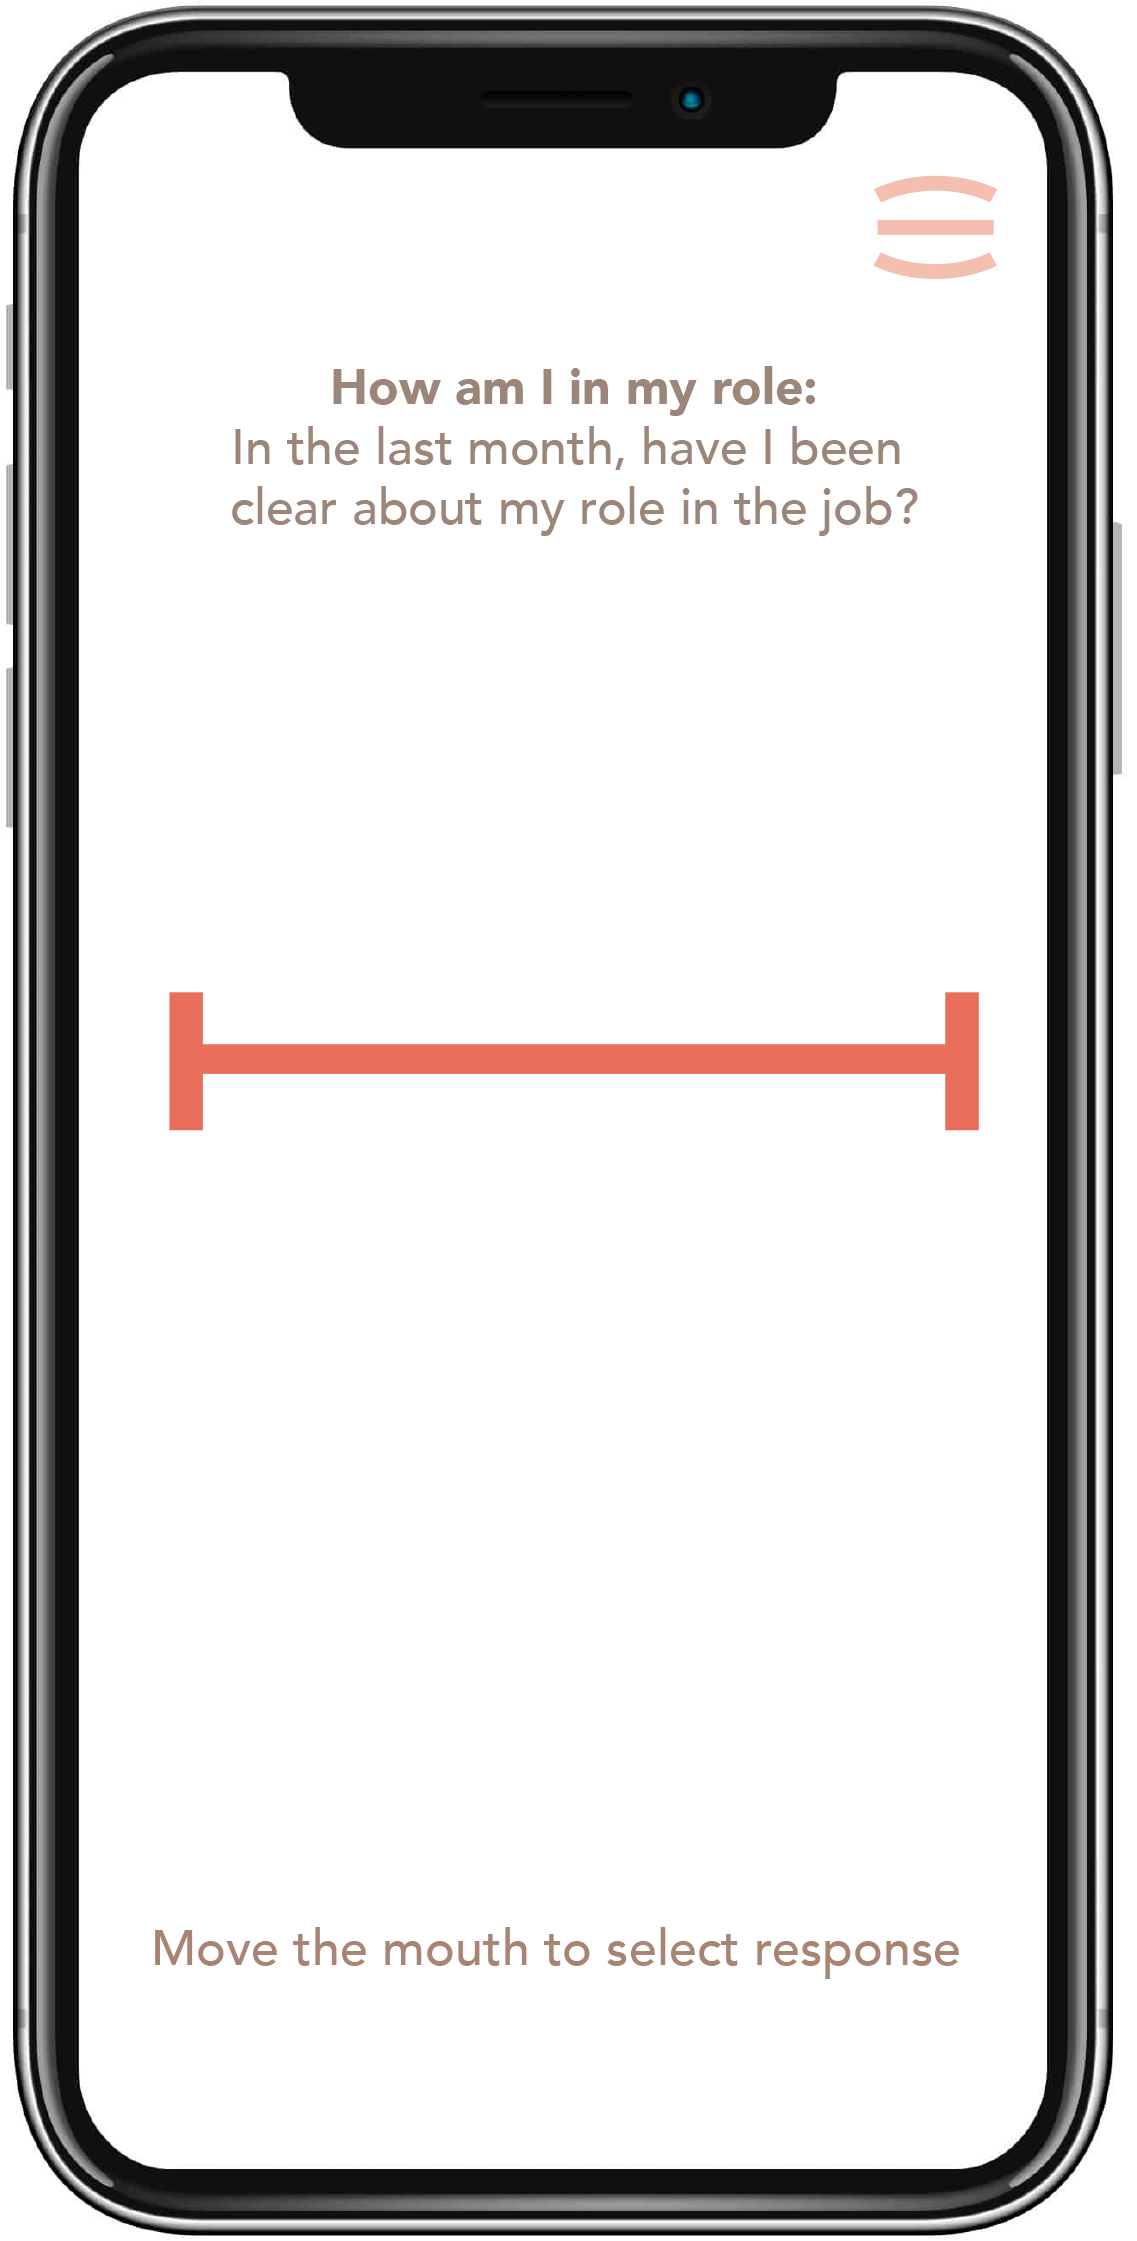 How am I in my role:
In the last month, have I been
clear about my role in the job?
Move the mouth to select response